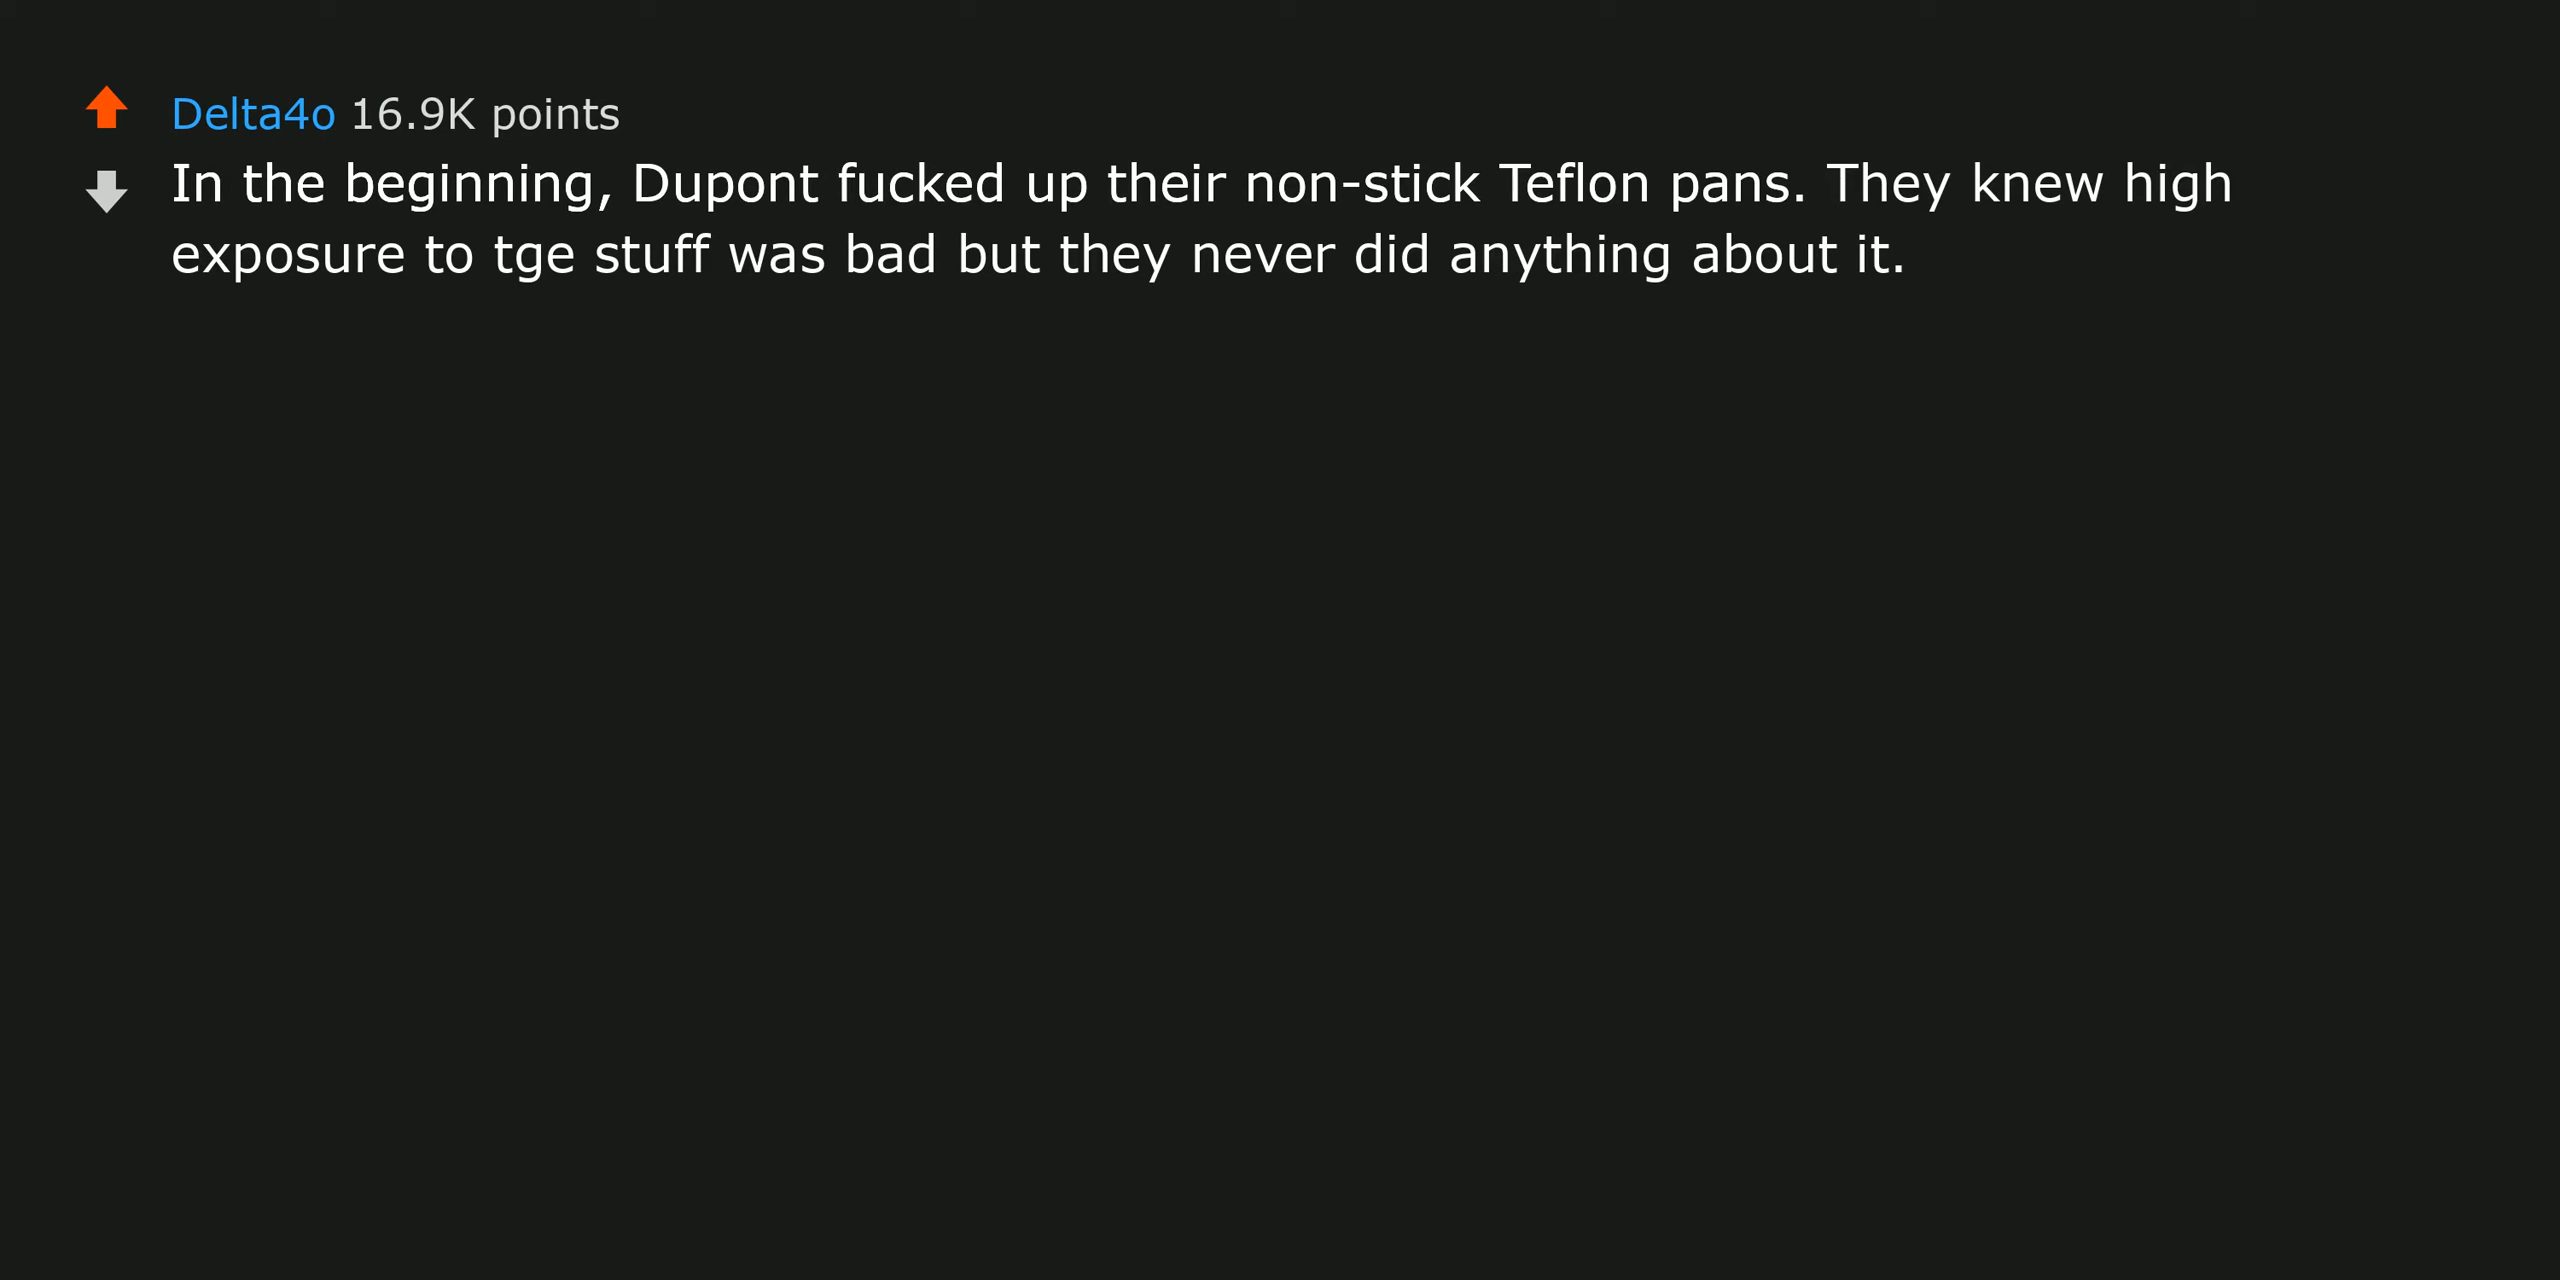 Delta4o 16.9K points
In the beginning, Dupont fucked up their non-stick Teflon pans. They knew high
exposure to tge stuff was bad but they never did anything about it.